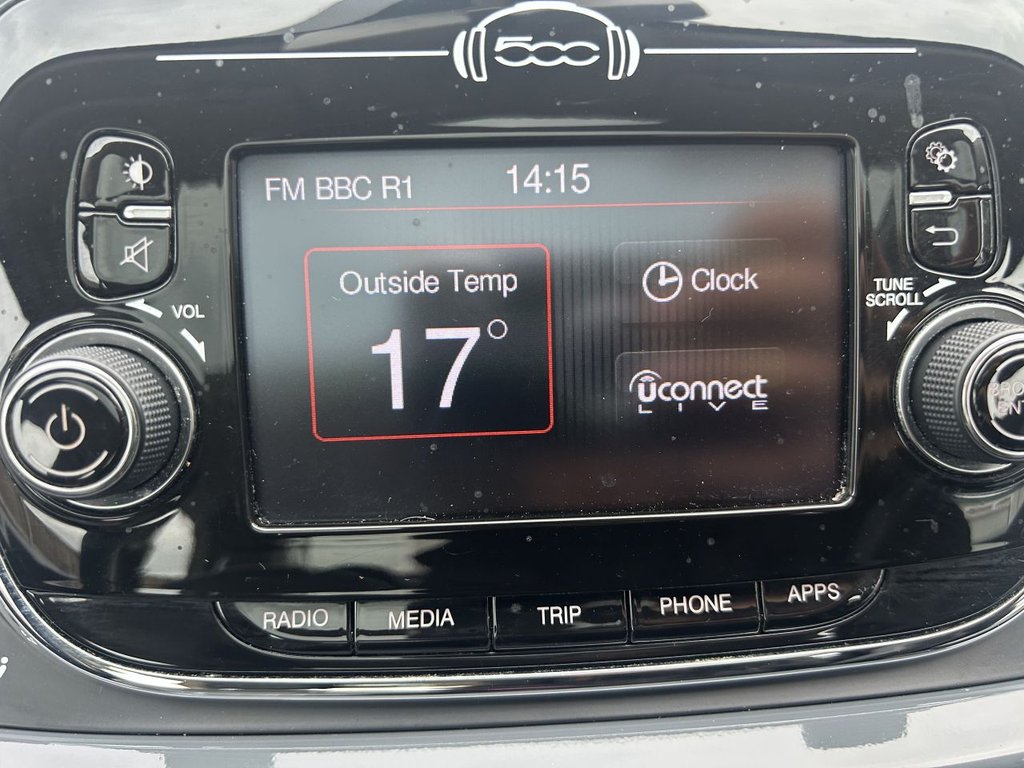 500
FM BBC R1 14:15
VOL
TUNE
SCROLL
Outside Temp
17°
Clock
uconnect
LIVE
RADIO MEDIA TRIP PHONE APPS